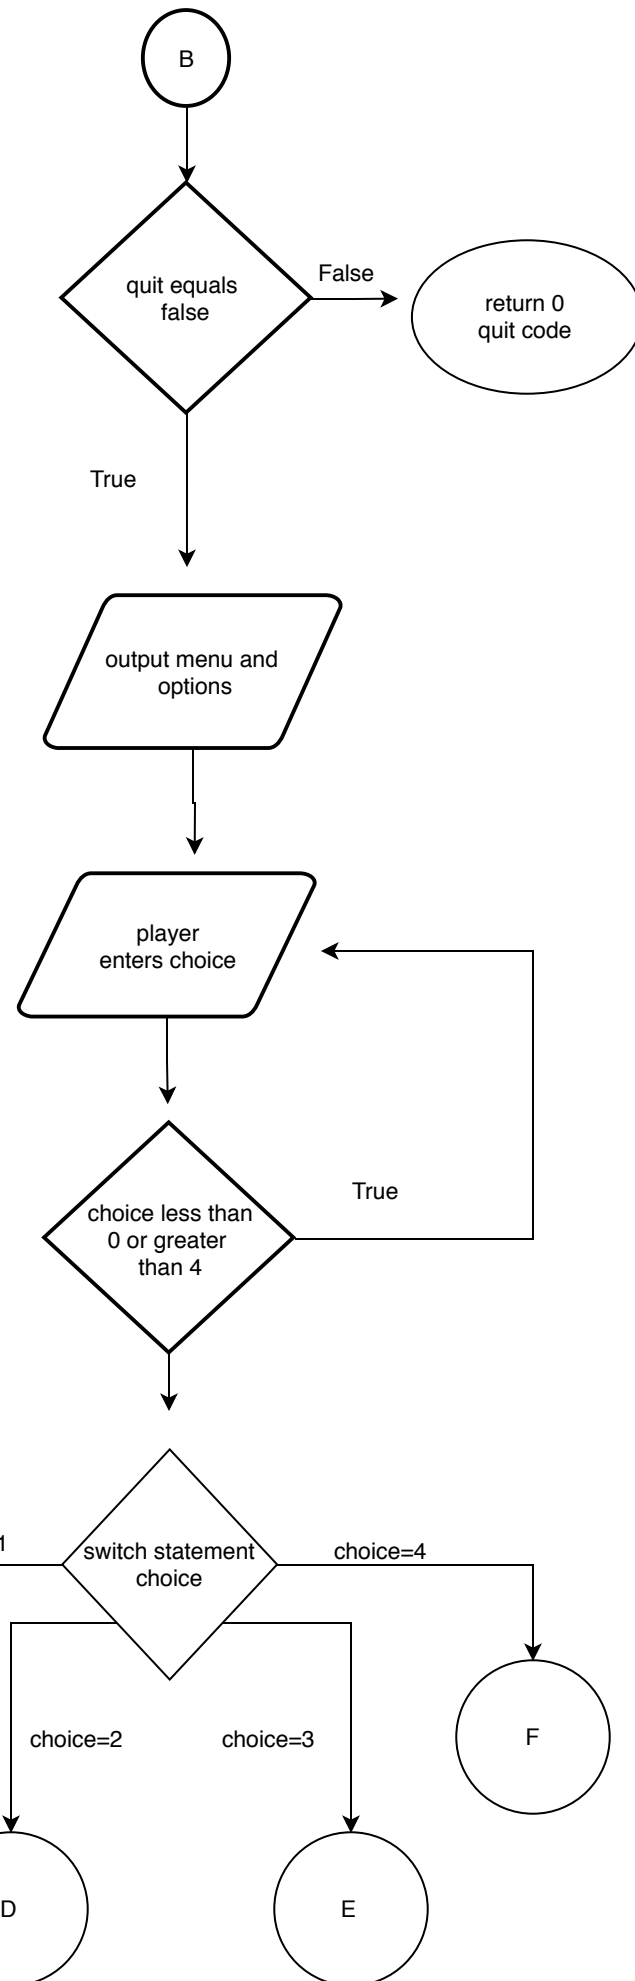 B
quit equals
false
False
return 0
quit code
True
output menu and
options
player
enters choice
choice less than
0 or greater
than 4
True
1
switch statement
choice
choice=4
choice=2
choice=3
F
D
E